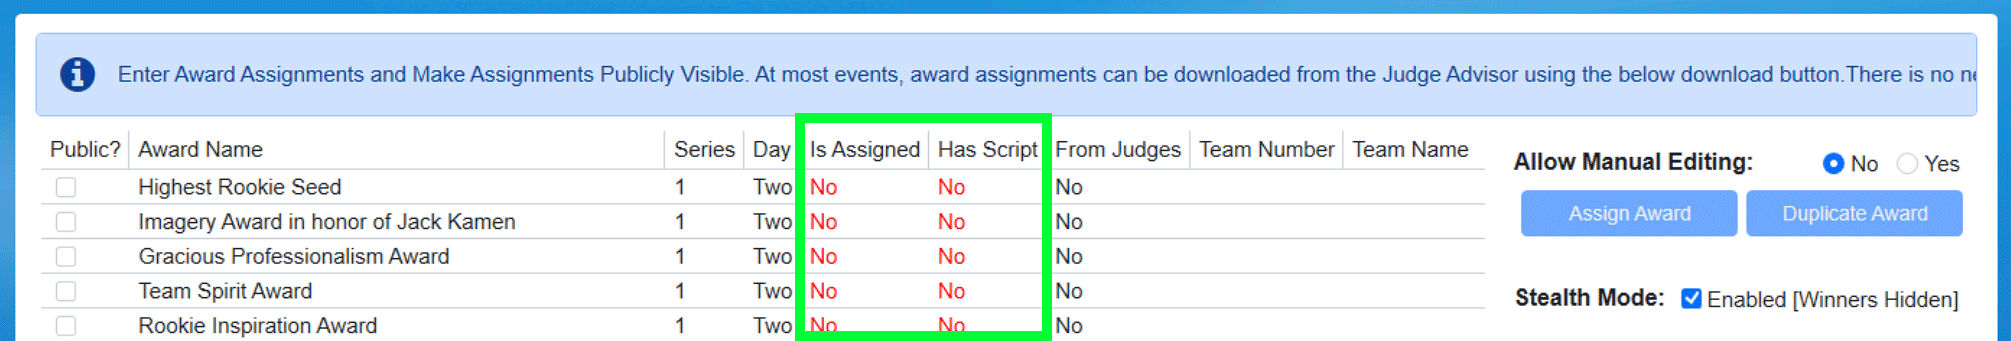 Enter Award Assignments and Make Assignments Publicly Visible. At most events, award assignments can be downloaded from the Judge Advisor using the below download button.There is no
Public? Award Name Series Day Is Assigned Has Script From Judges Team Number Team Name
Highest Rookie Seed 1 Two No No No
Imagery Award in honor of Jack Kamen 1 Two No No No
Gracious Professionalism Award 1 Two No No No
Team Spirit Award 1 Two No No No
Rookie Inspiration Award 1 Two No No No
Allow Manual Editing: No Yes
Assign Award Duplicate Award
Stealth Mode: Enabled [Winners Hidden]